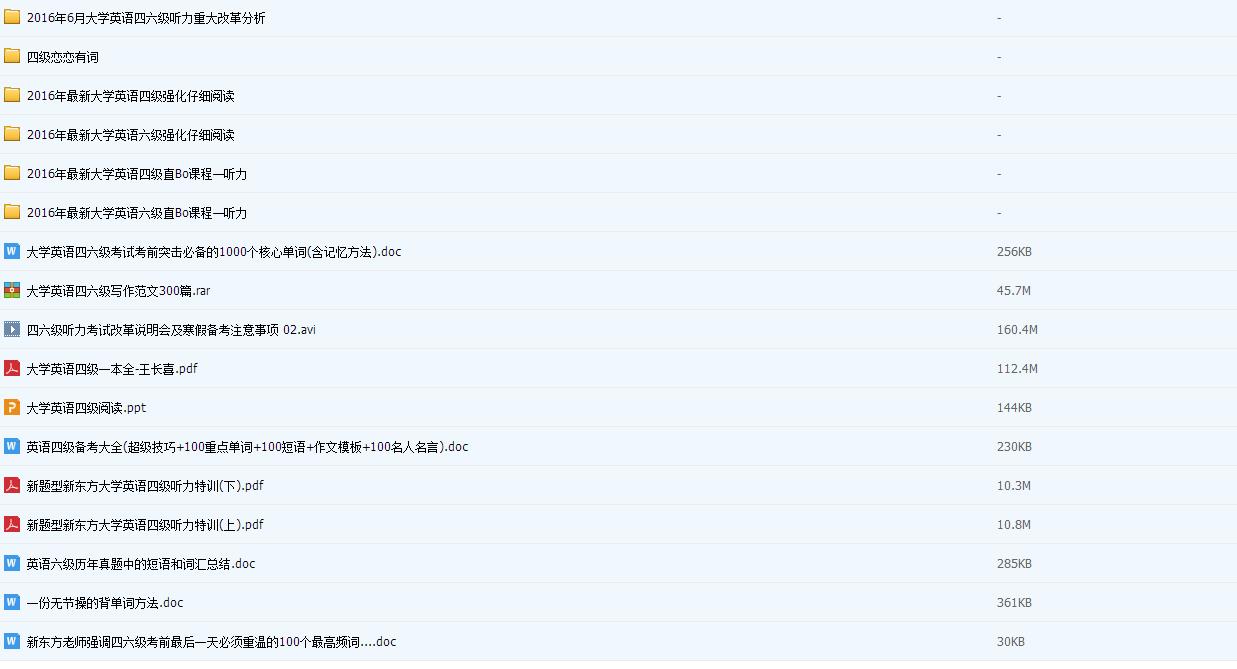 2016年6月大学英语四六级听力重大改革分析 -
四级恋恋有词 -
2016年最新大学英语四级强化仔细阅读 -
2016年最新大学英语六级强化仔细阅读 -
2016年最新大学英语四级直Bo课程—听力 -
2016年最新大学英语六级直Bo课程—听力 -
大学英语四六级考试考前突击必备的1000个核心单词(含记忆方法).doc 256KB
大学英语四六级写作范文300篇.rar 45.7M
四六级听力考试改革说明会及寒假备考注意事项 02.avi 160.4M
大学英语四级一本全-王长喜.pdf 112.4M
大学英语四级阅读.ppt 144KB
英语四级备考大全(超级技巧+100重点单词+100短语+作文模板+100名人名言).doc 230KB
新题型新东方大学英语四级听力特训(下).pdf 10.3M
新题型新东方大学英语四级听力特训(上).pdf 10.8M
英语六级历年真题中的短语和词汇总结.doc 285KB
一份无节操的背单词方法.doc 361KB
新东方老师强调四六级考前最后一天必须重温的100个最高频词....doc 30KB